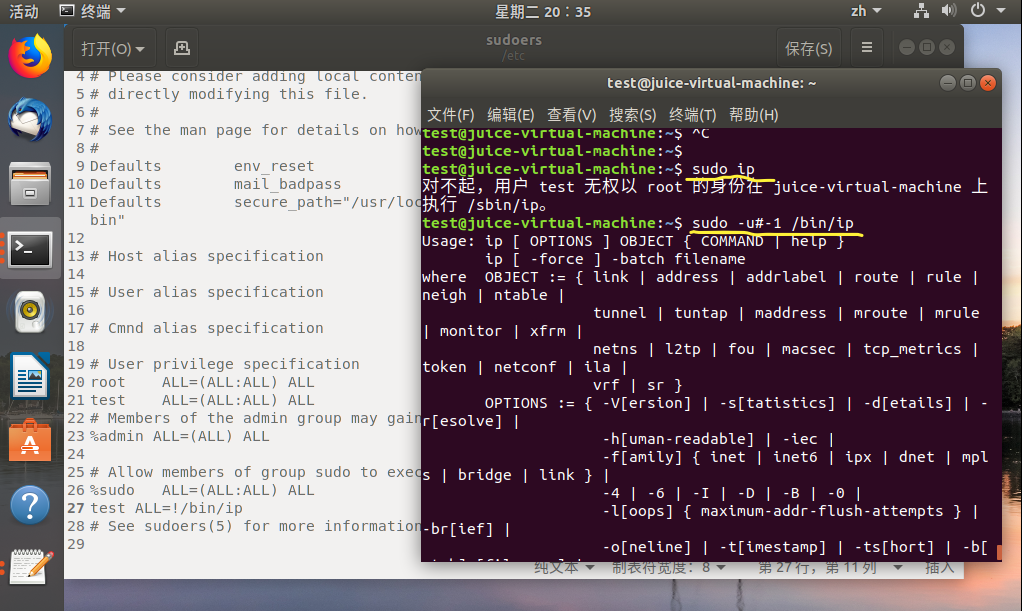 活动
终端
星期二 20：35
zh
打开(O)
sudoers
/etc
保存(S)
4 # Please consider adding local conten
5 # directly modifying this file.
6 #
7 # See the man page for details on how
8 #
9 Defaults        env_reset
10 Defaults        mail_badpass
11 Defaults        secure_path="/usr/loc
bin"
12
13 # Host alias specification
14
15 # User alias specification
16
17 # Cmnd alias specification
18
19 # User privilege specification
20 root    ALL=(ALL:ALL) ALL
21 test    ALL=(ALL:ALL) ALL
22 # Members of the admin group may gain
23 %admin ALL=(ALL) ALL
24
25 # Allow members of group sudo to exec
26 %sudo   ALL=(ALL:ALL) ALL
27 test ALL=!/bin/ip
28 # See sudoers(5) for more information
29
test@juice-virtual-machine: ~
文件(F) 编辑(E) 查看(V) 搜索(S) 终端(T) 帮助(H)
test@juice-virtual-machine:~$ ^C
test@juice-virtual-machine:~$
test@juice-virtual-machine:~$ sudo ip
对不起，用户 test 无权以 root 的身份在 juice-virtual-machine 上
执行 /sbin/ip。
test@juice-virtual-machine:~$ sudo -u#-1 /bin/ip
Usage: ip [ OPTIONS ] OBJECT { COMMAND | help }
       ip [ -force ] -batch filename
where  OBJECT := { link | address | addrlabel | route | rule |
neigh | ntable |
                   tunnel | tuntap | maddress | mroute | mrule
| monitor | xfrm |
                   netns | l2tp | fou | macsec | tcp_metrics |
token | netconf | ila |
                   vrf | sr }
       OPTIONS := { -V[ersion] | -s[tatistics] | -d[etails] | -
r[esolve] |
                    -h[uman-readable] | -iec |
                    -f[amily] { inet | inet6 | ipx | dnet | mpl
s | bridge | link } |
                    -4 | -6 | -I | -D | -B | -0 |
                    -l[oops] { maximum-addr-flush-attempts } |
-br[ief] |
                    -o[neline] | -t[imestamp] | -ts[hort] | -b[
纯文本 制表符宽度：8 第 27 行，第 11 列 插入